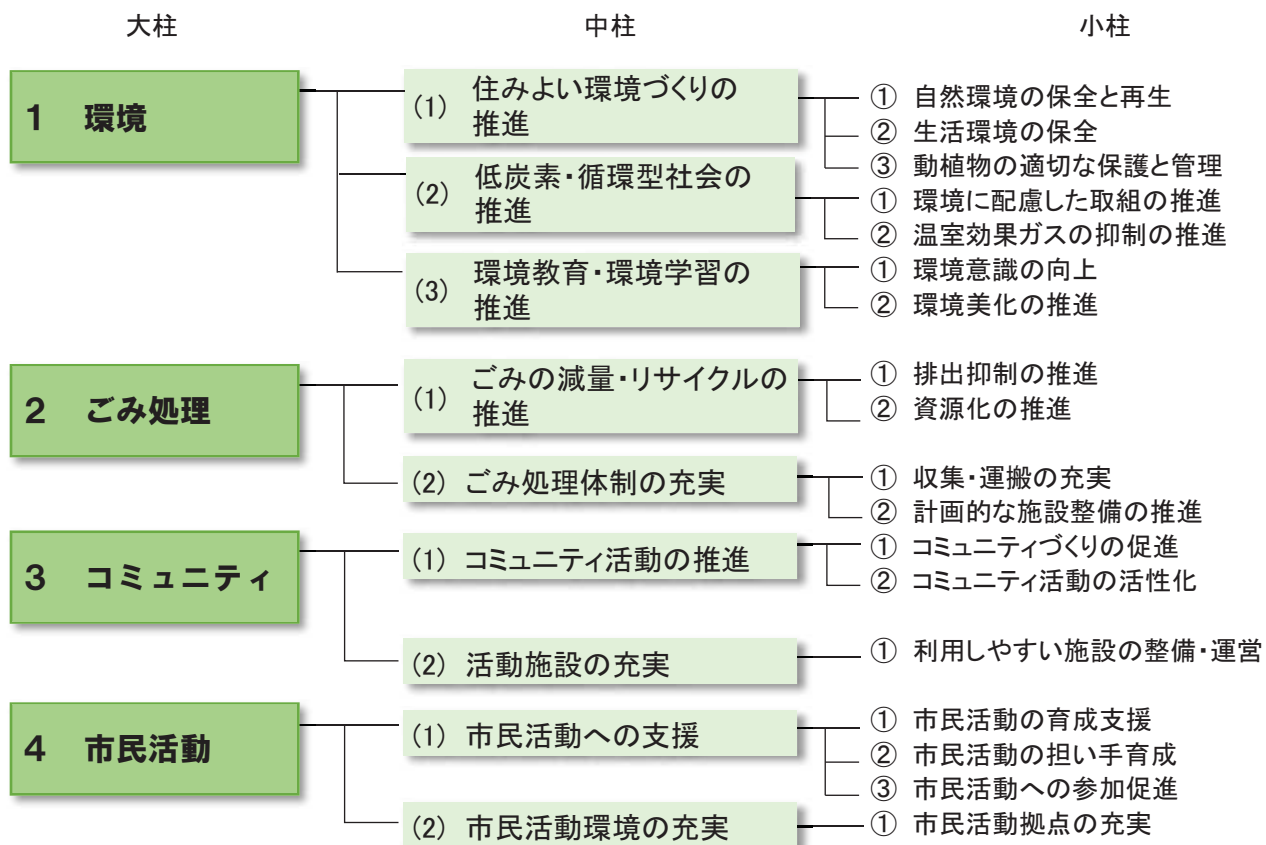 大柱 中柱 小柱
1 環境
(1) 住みよい環境づくりの
推進
① 自然環境の保全と再生
② 生活環境の保全
③ 動植物の適切な保護と管理
(2) 低炭素・循環型社会の
推進
① 環境に配慮した取組の推進
② 温室効果ガスの抑制の推進
(3) 環境教育・環境学習の
推進
① 環境意識の向上
② 環境美化の推進
2 ごみ処理
(1) ごみの減量・リサイクルの
推進
① 排出抑制の推進
② 資源化の推進
(2) ごみ処理体制の充実
① 収集・運搬の充実
② 計画的な施設整備の推進
3 コミュニティ
(1) コミュニティ活動の推進
① コミュニティづくりの促進
② コミュニティ活動の活性化
(2) 活動施設の充実
① 利用しやすい施設の整備・運営
4 市民活動
(1) 市民活動への支援
① 市民活動の育成支援
② 市民活動の担い手育成
③ 市民活動への参加促進
(2) 市民活動環境の充実
① 市民活動拠点の充実